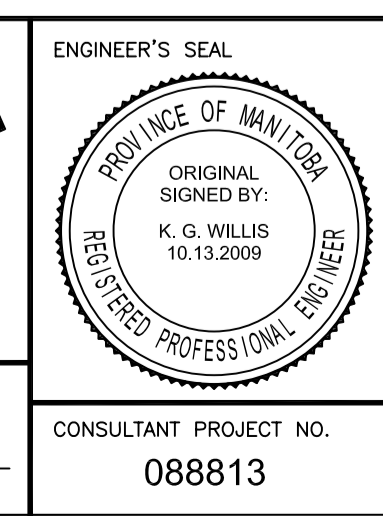 ENGINEER'S SEAL
PROVINCE OF MANITOBA
ORIGINAL
SIGNED BY:
K. G. WILLIS
10.13.2009
REGISTERED PROFESSIONAL ENGINEER
CONSULTANT PROJECT NO.
088813